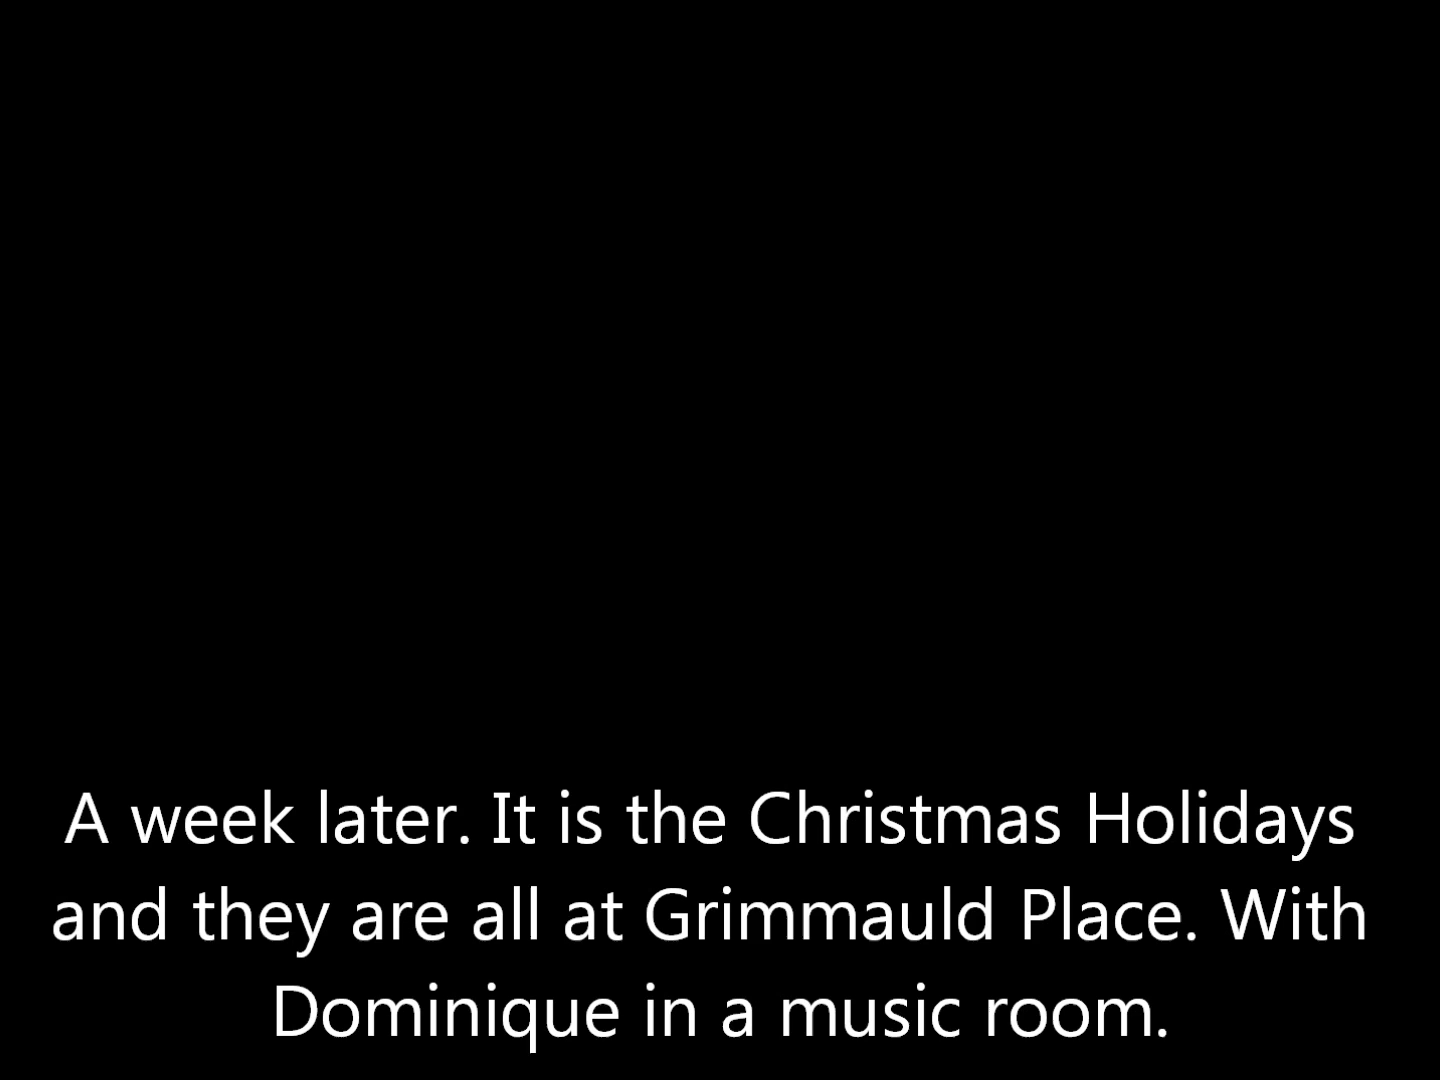 A week later. It is the Christmas Holidays
and they are all at Grimmauld Place. With
Dominique in a music room.